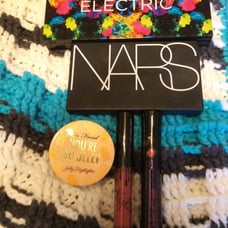 ELECTRIC
NARS
Too Faced
YOU'RE
SO JELLY
Jelly Highlighter